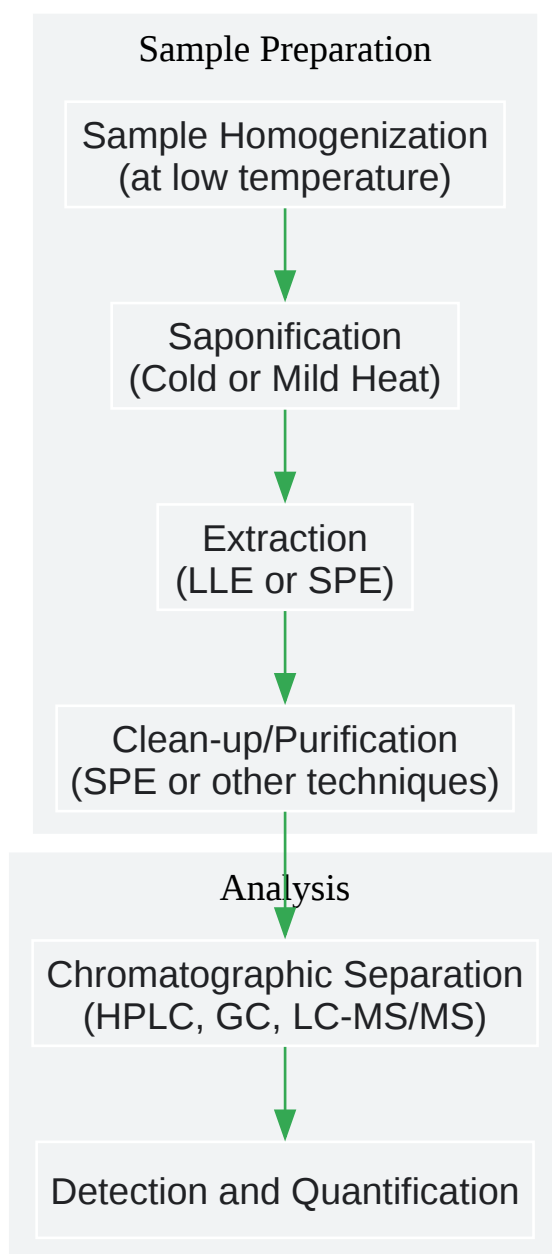 Sample Preparation
Sample Homogenization
(at low temperature)
Saponification
(Cold or Mild Heat)
Extraction
(LLE or SPE)
Clean-up/Purification
(SPE or other techniques)
Analysis
Chromatographic Separation
(HPLC, GC, LC-MS/MS)
Detection and Quantification